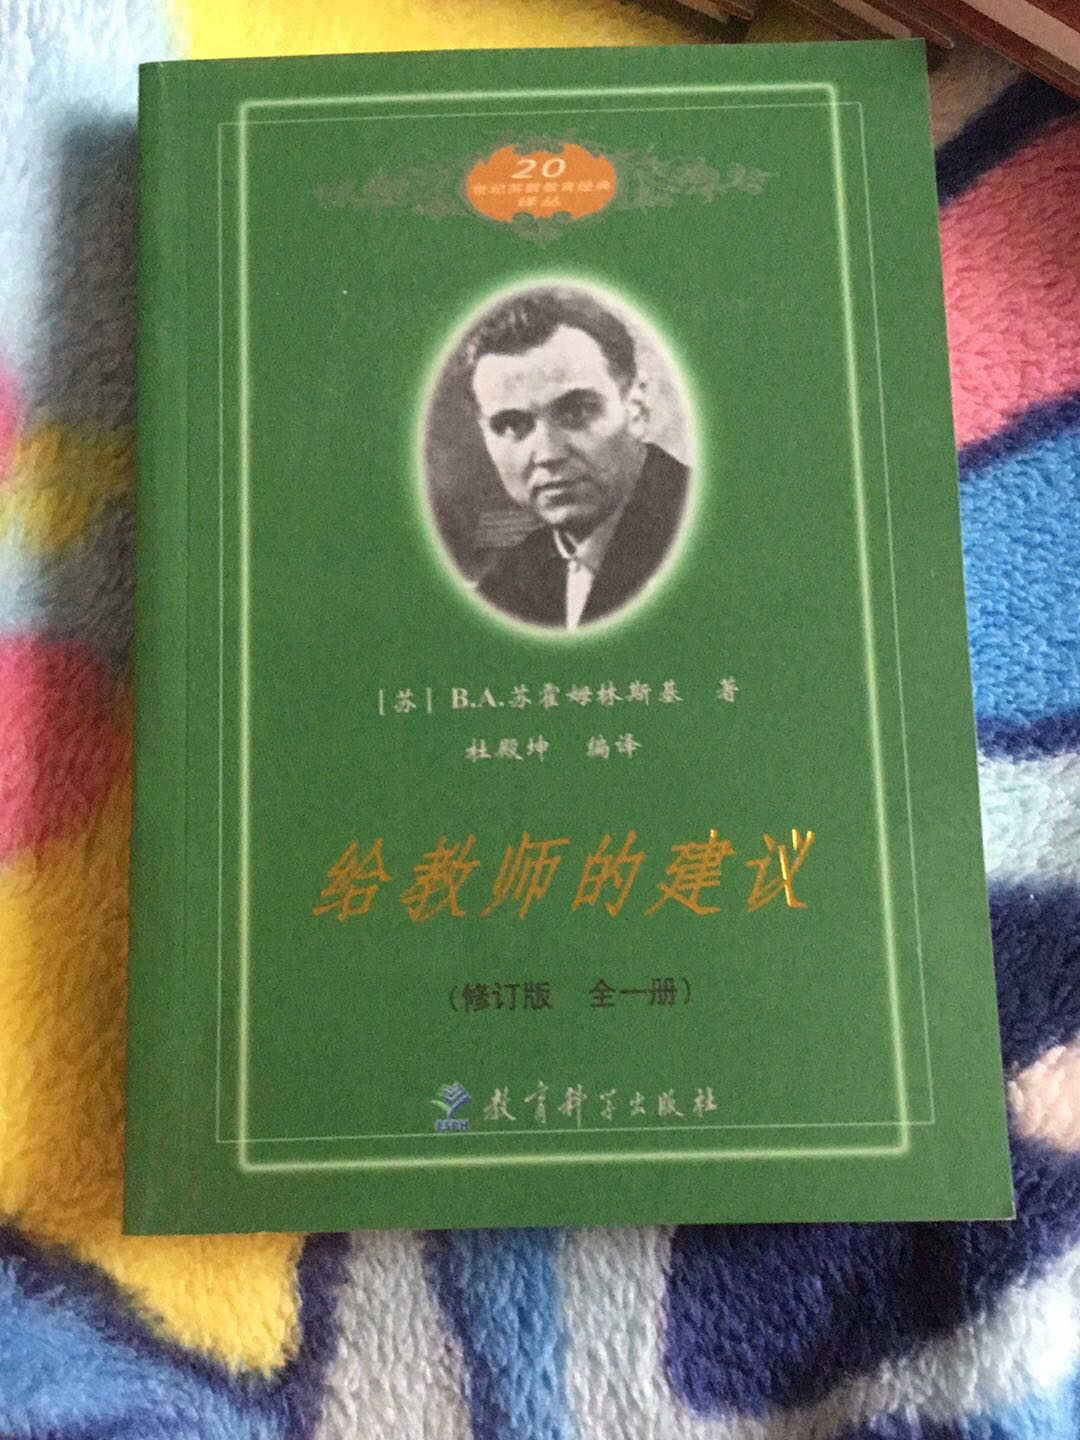 20
世纪苏联教育经典
译丛
[苏] B.A.苏霍姆林斯基 著
杜殿坤 编译
给教师的建议
(修订版 全一册)
教育科学出版社
ESPH